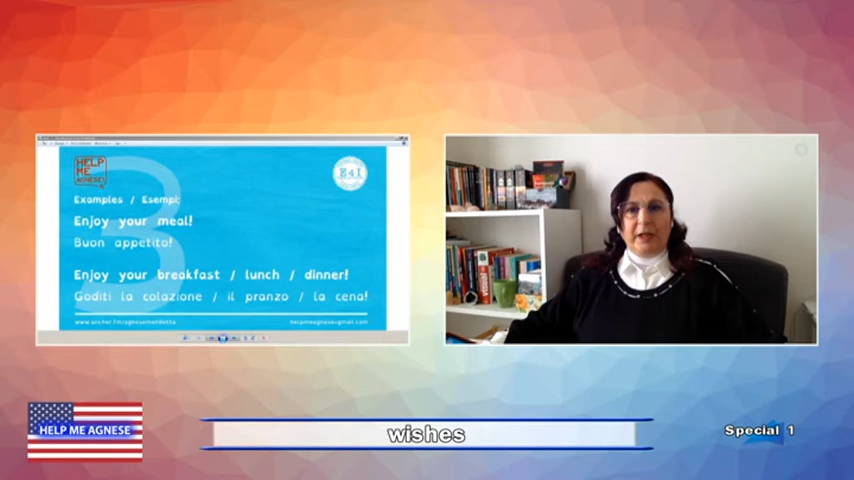 HELP
ME
AGNESE!
E4I
Examples / Esempi:
Enjoy your meal!
Buon appetito!
Enjoy your breakfast / lunch / dinner!
Goditi la colazione / il pranzo / la cena!
helpmeagnese@gmail.com
HELP ME AGNESE
wishes
Special 1